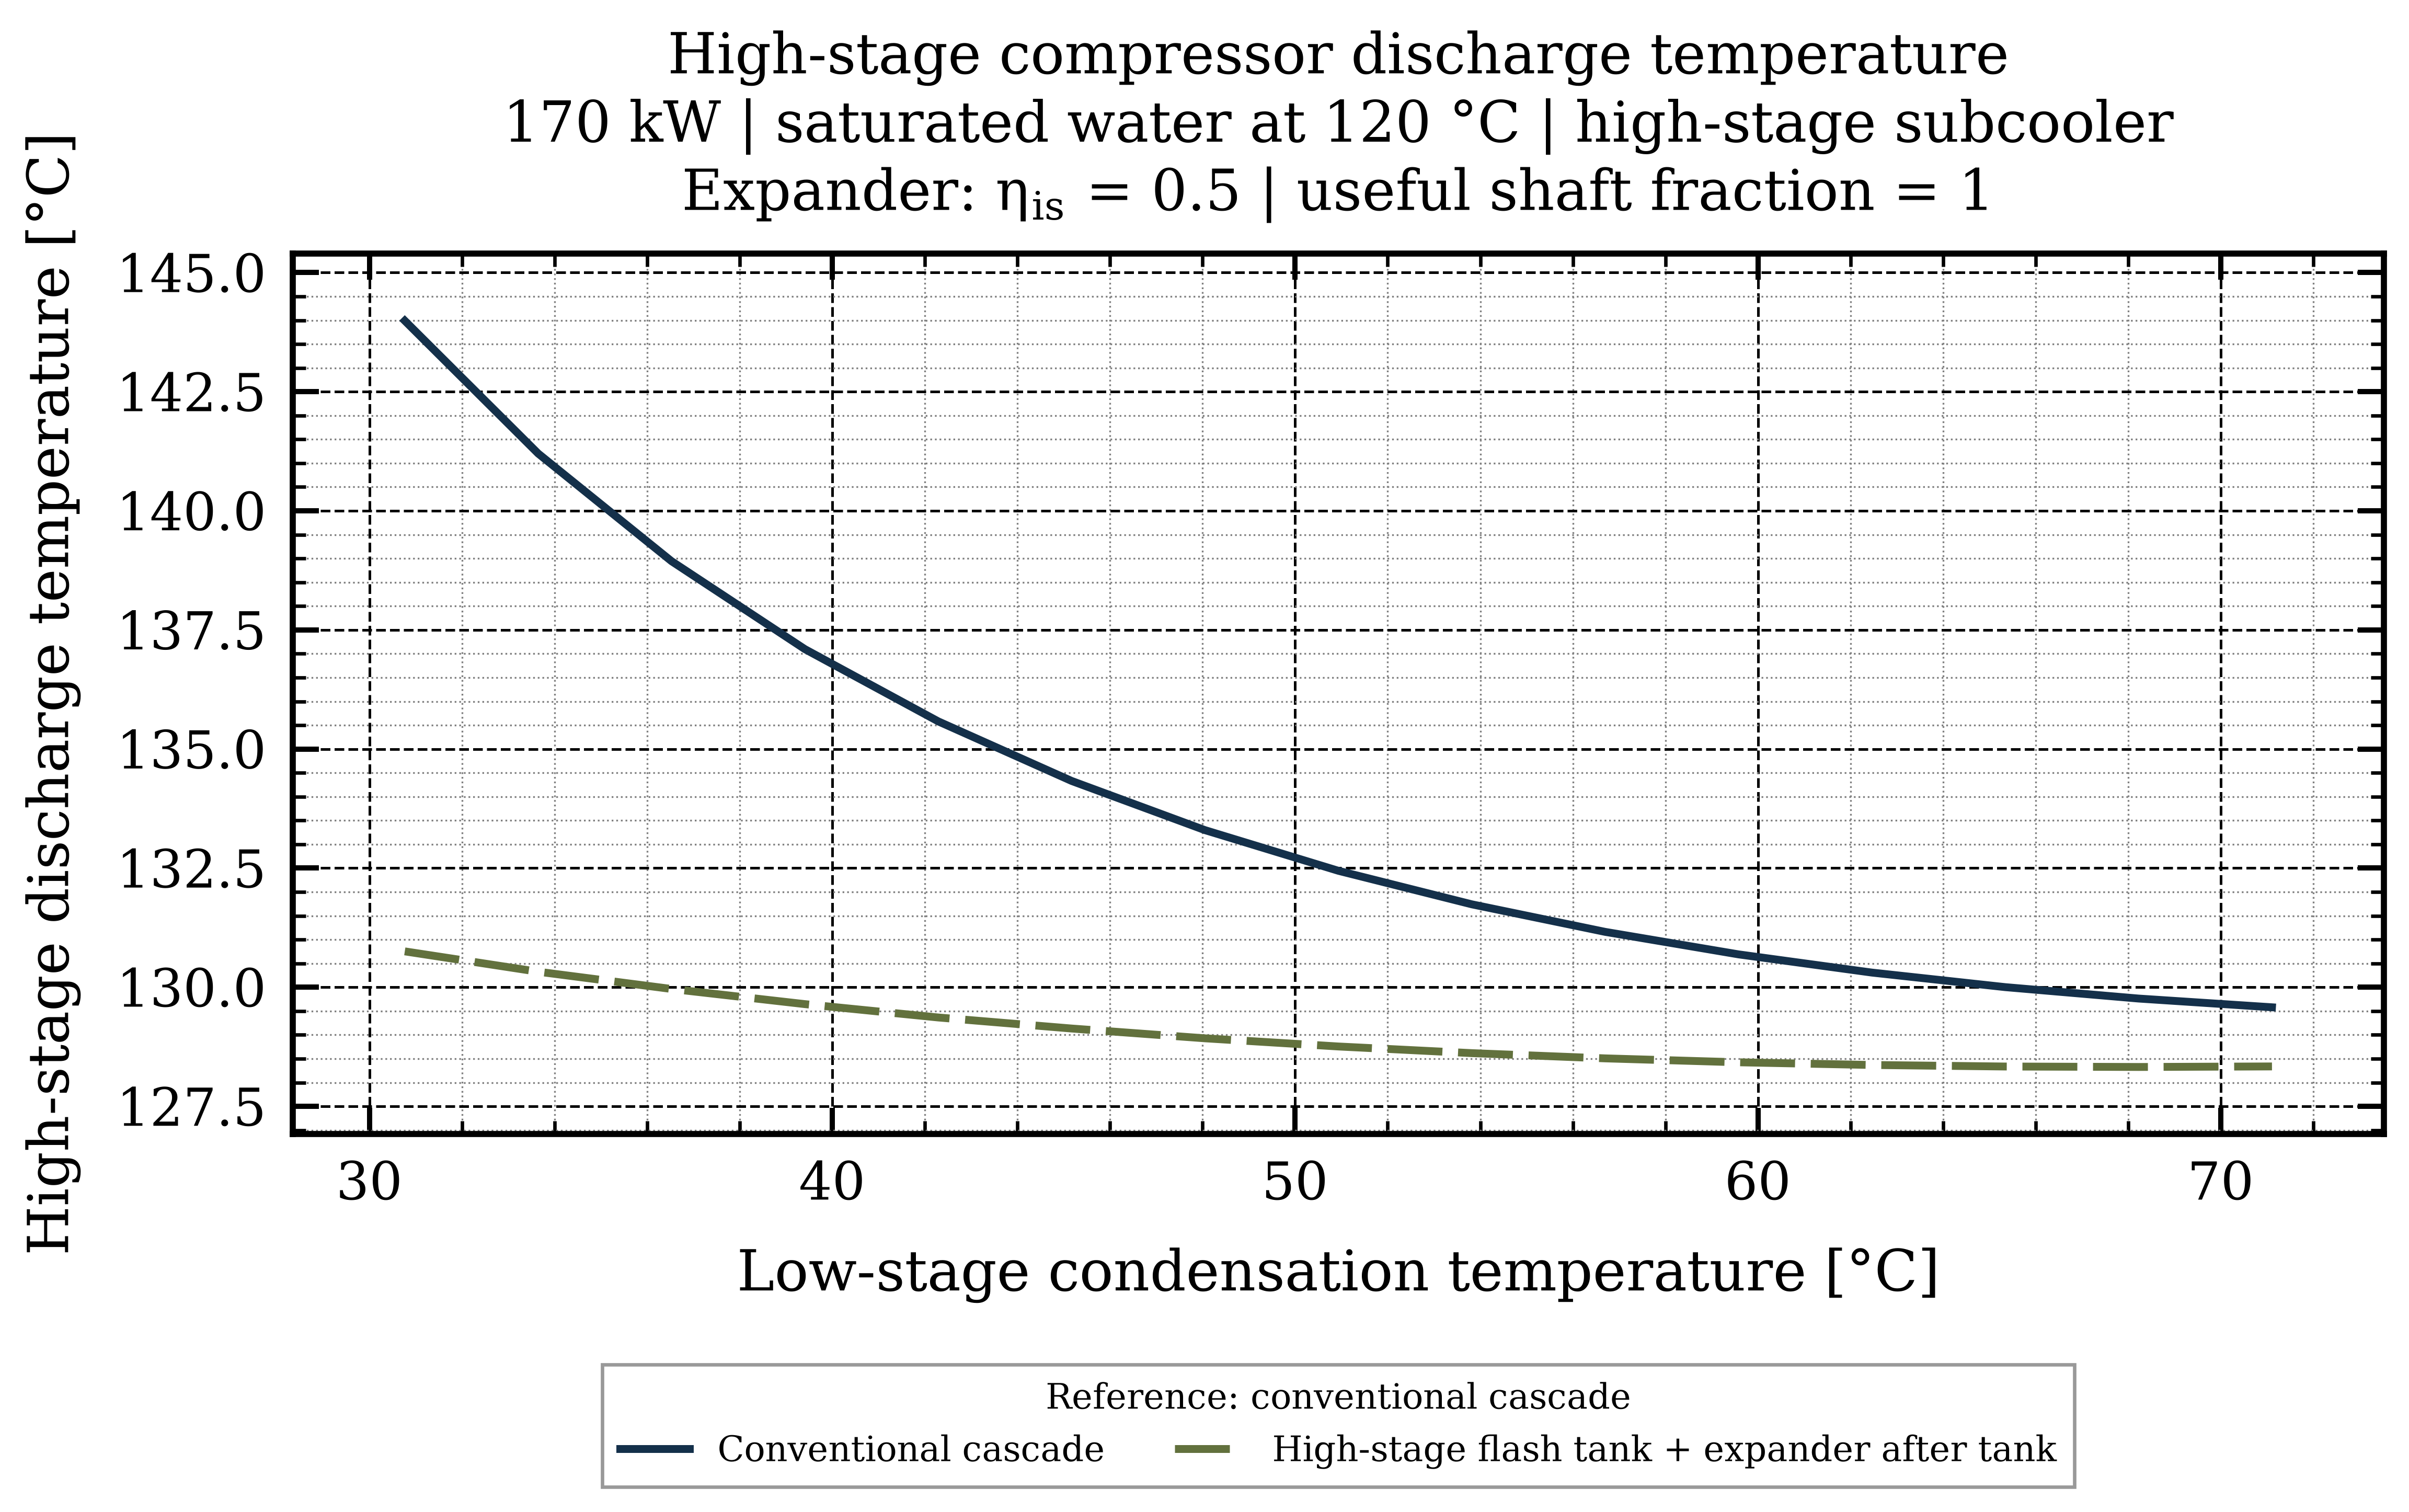 High-stage compressor discharge temperature
170 kW | saturated water at 120 °C | high-stage subcooler
Expander: ηis = 0.5 | useful shaft fraction = 1
High-stage discharge temperature [°C]
145.0
142.5
140.0
137.5
135.0
132.5
130.0
127.5
30 40 50 60 70
Low-stage condensation temperature [°C]
Reference: conventional cascade
Conventional cascade High-stage flash tank + expander after tank